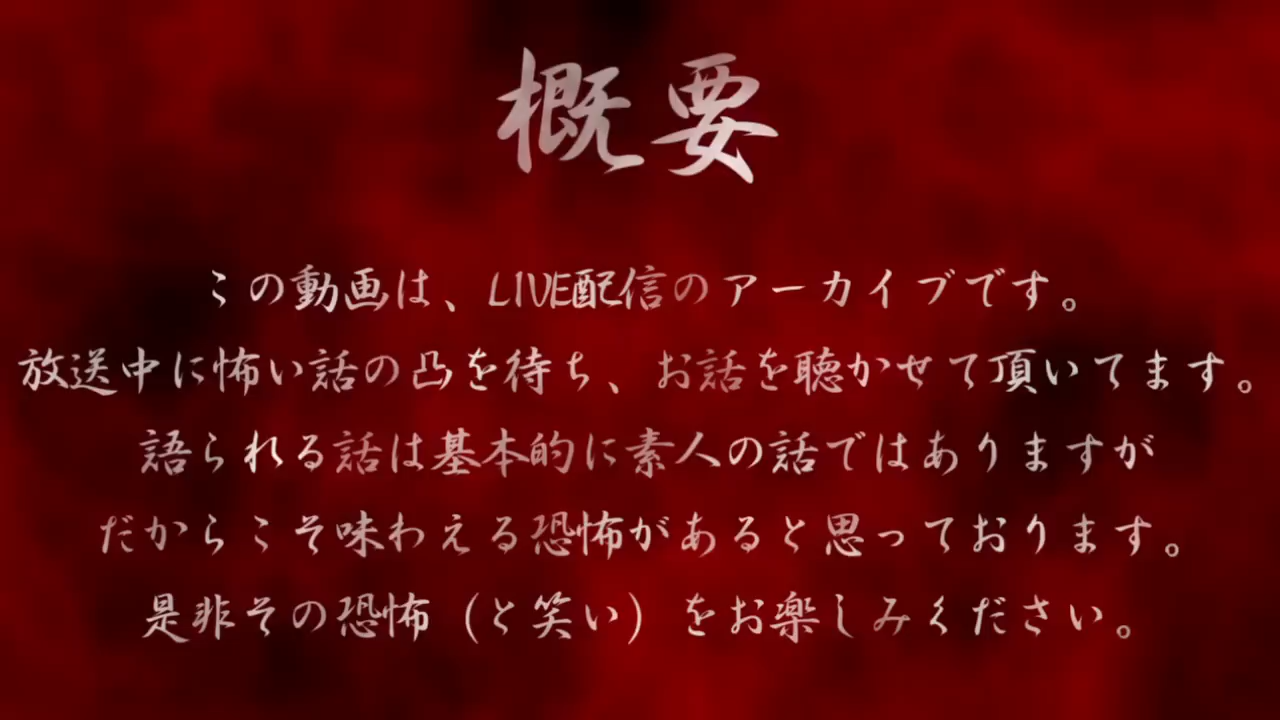 概要
この動画は、LIVE配信のアーカイブです。
放送中に怖い話の凸を待ち、お話を聴かせて頂いてます。
語られる話は基本的に素人の話ではありますが
だからこそ味わえる恐怖があると思っております。
是非その恐怖（と笑い）をお楽しみください。